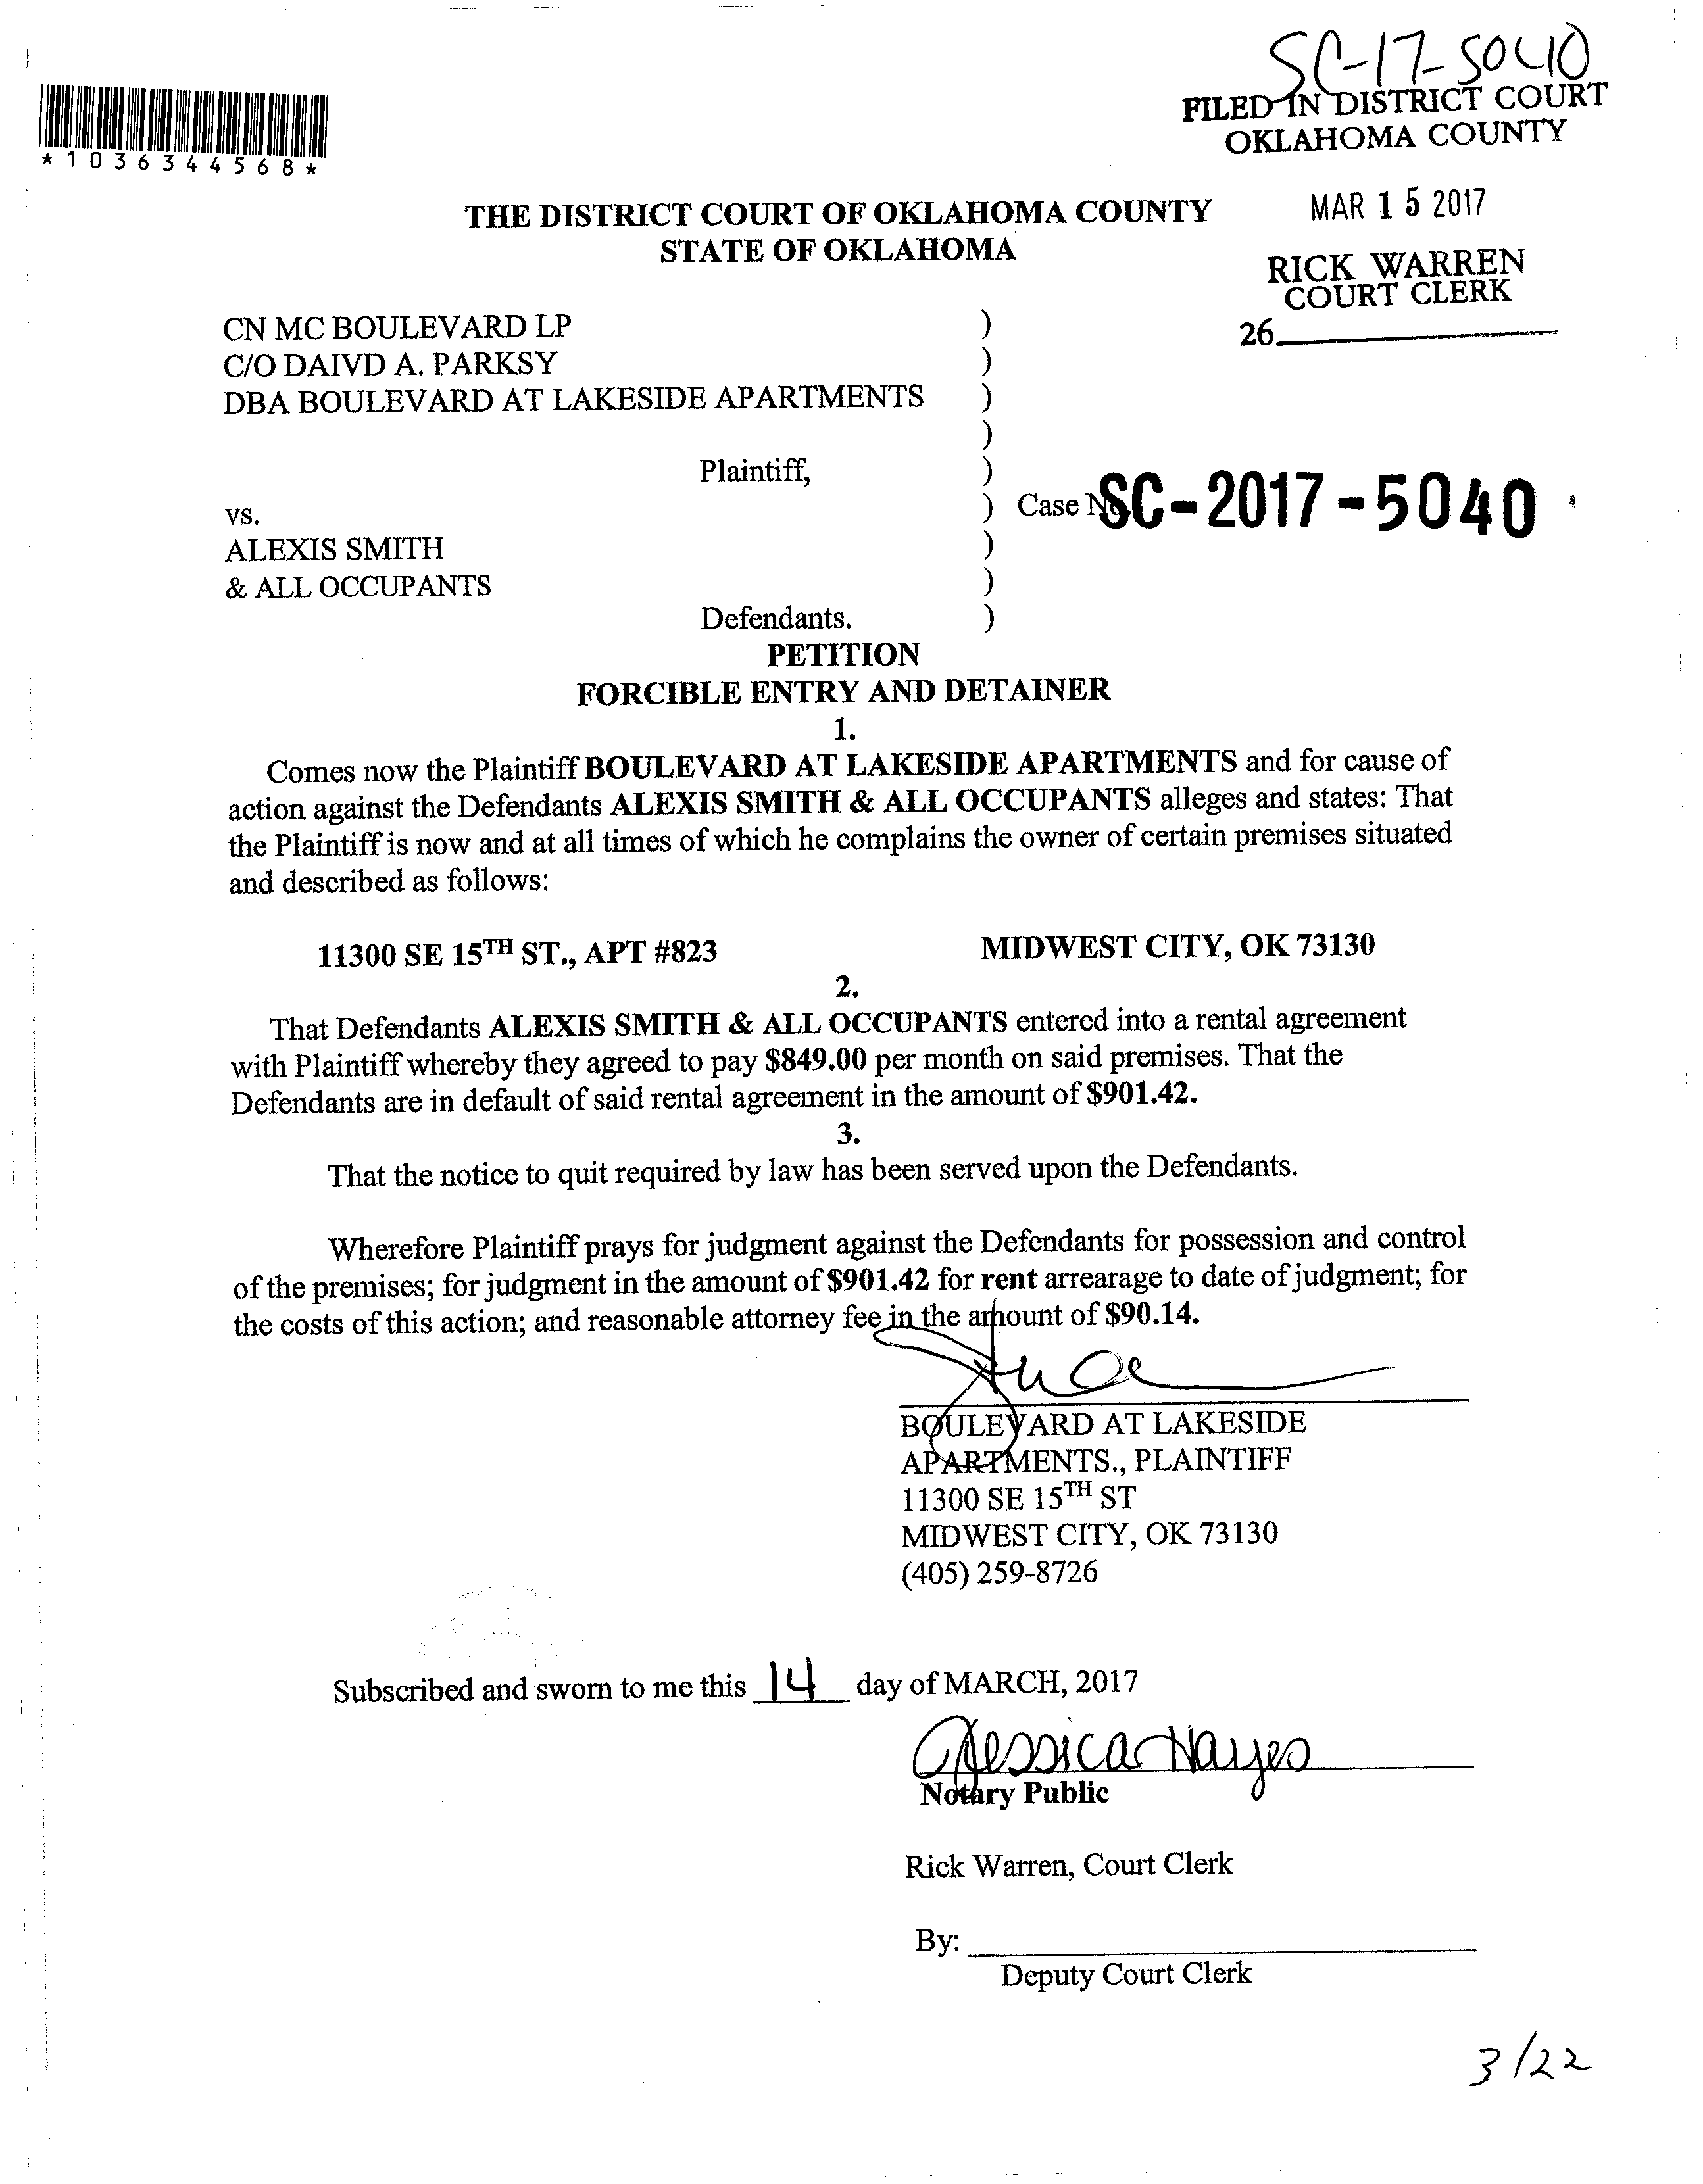 SC-17-5040
FILED IN DISTRICT COURT
OKLAHOMA COUNTY
*1036344568*
MAR 15 2017
THE DISTRICT COURT OF OKLAHOMA COUNTY
STATE OF OKLAHOMA
RICK WARREN
COURT CLERK
26
CN MC BOULEVARD LP )
C/O DAIVD A. PARKSY )
DBA BOULEVARD AT LAKESIDE APARTMENTS )
)
Plaintiff, )
vs. ) Case No. SC-2017-5040
ALEXIS SMITH )
& ALL OCCUPANTS )
Defendants. )
PETITION
FORCIBLE ENTRY AND DETAINER
1.
Comes now the Plaintiff BOULEVARD AT LAKESIDE APARTMENTS and for cause of
action against the Defendants ALEXIS SMITH & ALL OCCUPANTS alleges and states: That
the Plaintiff is now and at all times of which he complains the owner of certain premises situated
and described as follows:
11300 SE 15TH ST., APT #823 MIDWEST CITY, OK 73130
2.
That Defendants ALEXIS SMITH & ALL OCCUPANTS entered into a rental agreement
with Plaintiff whereby they agreed to pay $849.00 per month on said premises. That the
Defendants are in default of said rental agreement in the amount of $901.42.
3.
That the notice to quit required by law has been served upon the Defendants.
Wherefore Plaintiff prays for judgment against the Defendants for possession and control
of the premises; for judgment in the amount of $901.42 for rent arrearage to date of judgment; for
the costs of this action; and reasonable attorney fee in the amount of $90.14.
BOULEVARD AT LAKESIDE
APARTMENTS., PLAINTIFF
11300 SE 15TH ST
MIDWEST CITY, OK 73130
(405) 259-8726
Subscribed and sworn to me this 14 day of MARCH, 2017
Jessica Hayes
Notary Public
Rick Warren, Court Clerk
By:
Deputy Court Clerk
3/22